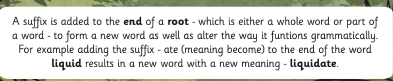 A suffix is added to the end of a root - which is either a whole word or part of
a word - to form a new word as well as alter the way it funtions grammatically.
For example adding the suffix - ate (meaning become) to the end of the word
liquid results in a new word with a new meaning - liquidate.